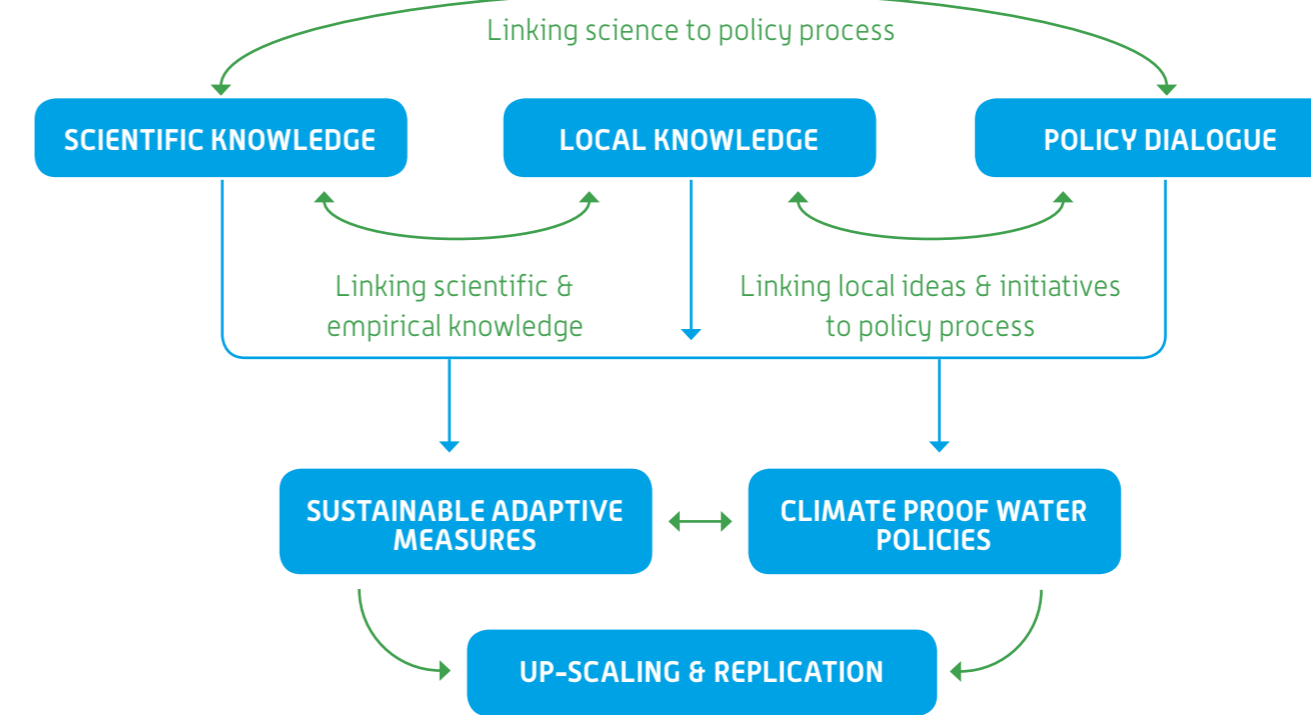 Linking science to policy process
SCIENTIFIC KNOWLEDGE
LOCAL KNOWLEDGE
POLICY DIALOGUE
Linking scientific &
empirical knowledge
Linking local ideas & initiatives
to policy process
SUSTAINABLE ADAPTIVE
MEASURES
CLIMATE PROOF WATER
POLICIES
UP-SCALING & REPLICATION